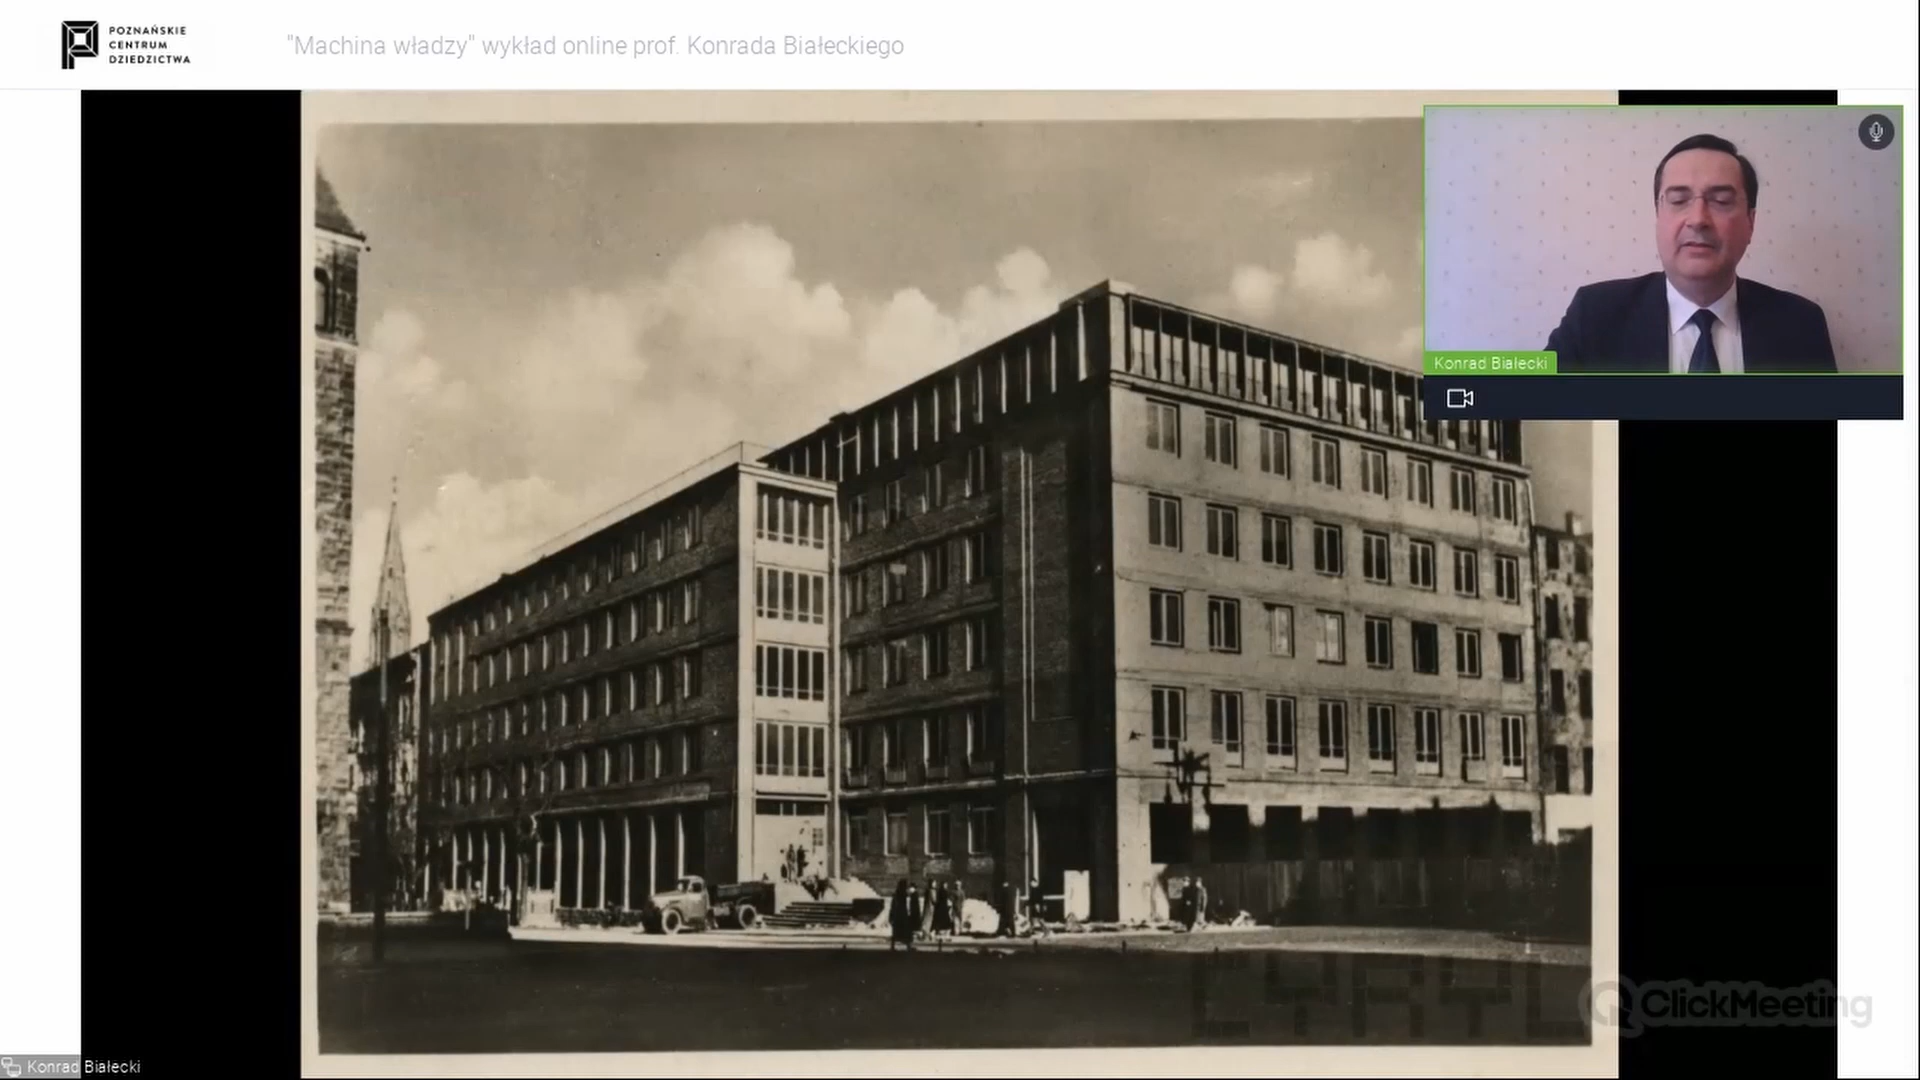 POZNAŃSKIE
CENTRUM
DZIEDZICTWA
"Machina władzy" wykład online prof. Konrada Białeckiego
Konrad Białecki
ClickMeeting
Konrad Białecki